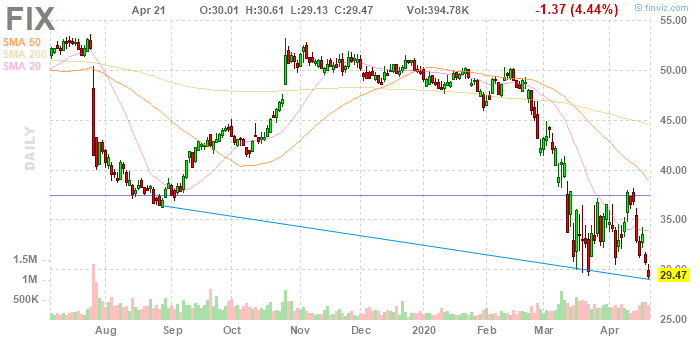 FIX Apr 21 O:30.01 H:30.61 L:29.13 C:29.47 Vol:394.78K -1.37 (4.44%) © finviz.com
SMA 50
SMA 200
SMA 20
DAILY
55.00
50.00
45.00
40.00
35.00
30.00
29.47
25.00
1.5M
1M
500K
Aug Sep Oct Nov Dec 2020 Feb Mar Apr